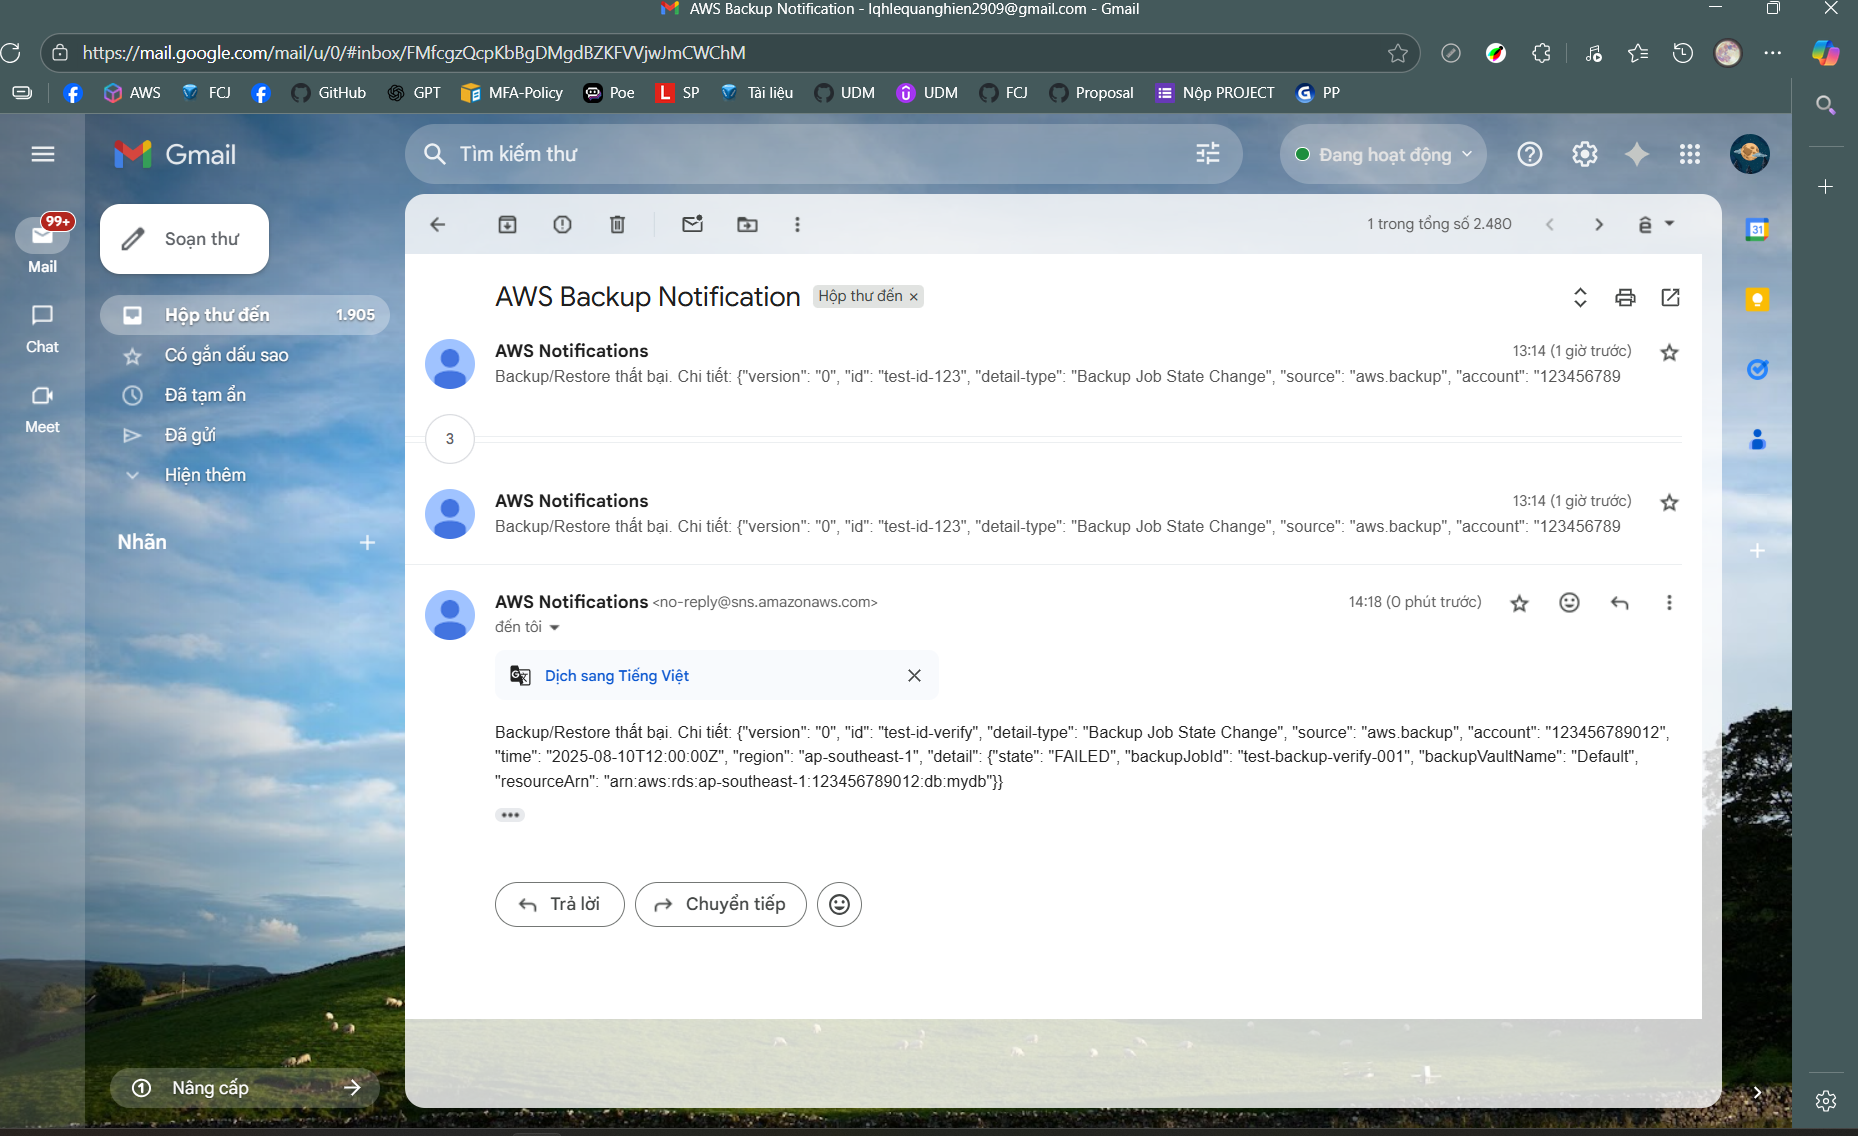 AWS Backup Notification - lqhlequanghien2909@gmail.com - Gmail
https://mail.google.com/mail/u/0/#inbox/FMfcgzQcpKbBgDMgdBZKFVVjwJmCWChM
AWS FCJ GitHub GPT MFA-Policy Poe SP Tài liệu UDM UDM FCJ Proposal Nộp PROJECT PP
Gmail
Tìm kiếm thư
Đang hoạt động
99+
Mail
Chat
Meet
Soạn thư
Hộp thư đến 1.905
Có gắn dấu sao
Đã tạm ẩn
Đã gửi
Hiện thêm
Nhãn
Nâng cấp
1 trong tổng số 2.480
31
AWS Backup Notification Hộp thư đến ×
AWS Notifications 13:14 (1 giờ trước)
Backup/Restore thất bại. Chi tiết: {"version": "0", "id": "test-id-123", "detail-type": "Backup Job State Change", "source": "aws.backup", "account": "123456789
3
AWS Notifications 13:14 (1 giờ trước)
Backup/Restore thất bại. Chi tiết: {"version": "0", "id": "test-id-123", "detail-type": "Backup Job State Change", "source": "aws.backup", "account": "123456789
AWS Notifications <no-reply@sns.amazonaws.com> 14:18 (0 phút trước)
đến tôi
Dịch sang Tiếng Việt
Backup/Restore thất bại. Chi tiết: {"version": "0", "id": "test-id-verify", "detail-type": "Backup Job State Change", "source": "aws.backup", "account": "123456789012",
"time": "2025-08-10T12:00:00Z", "region": "ap-southeast-1", "detail": {"state": "FAILED", "backupJobId": "test-backup-verify-001", "backupVaultName": "Default",
"resourceArn": "arn:aws:rds:ap-southeast-1:123456789012:db:mydb"}}
Trả lời
Chuyển tiếp